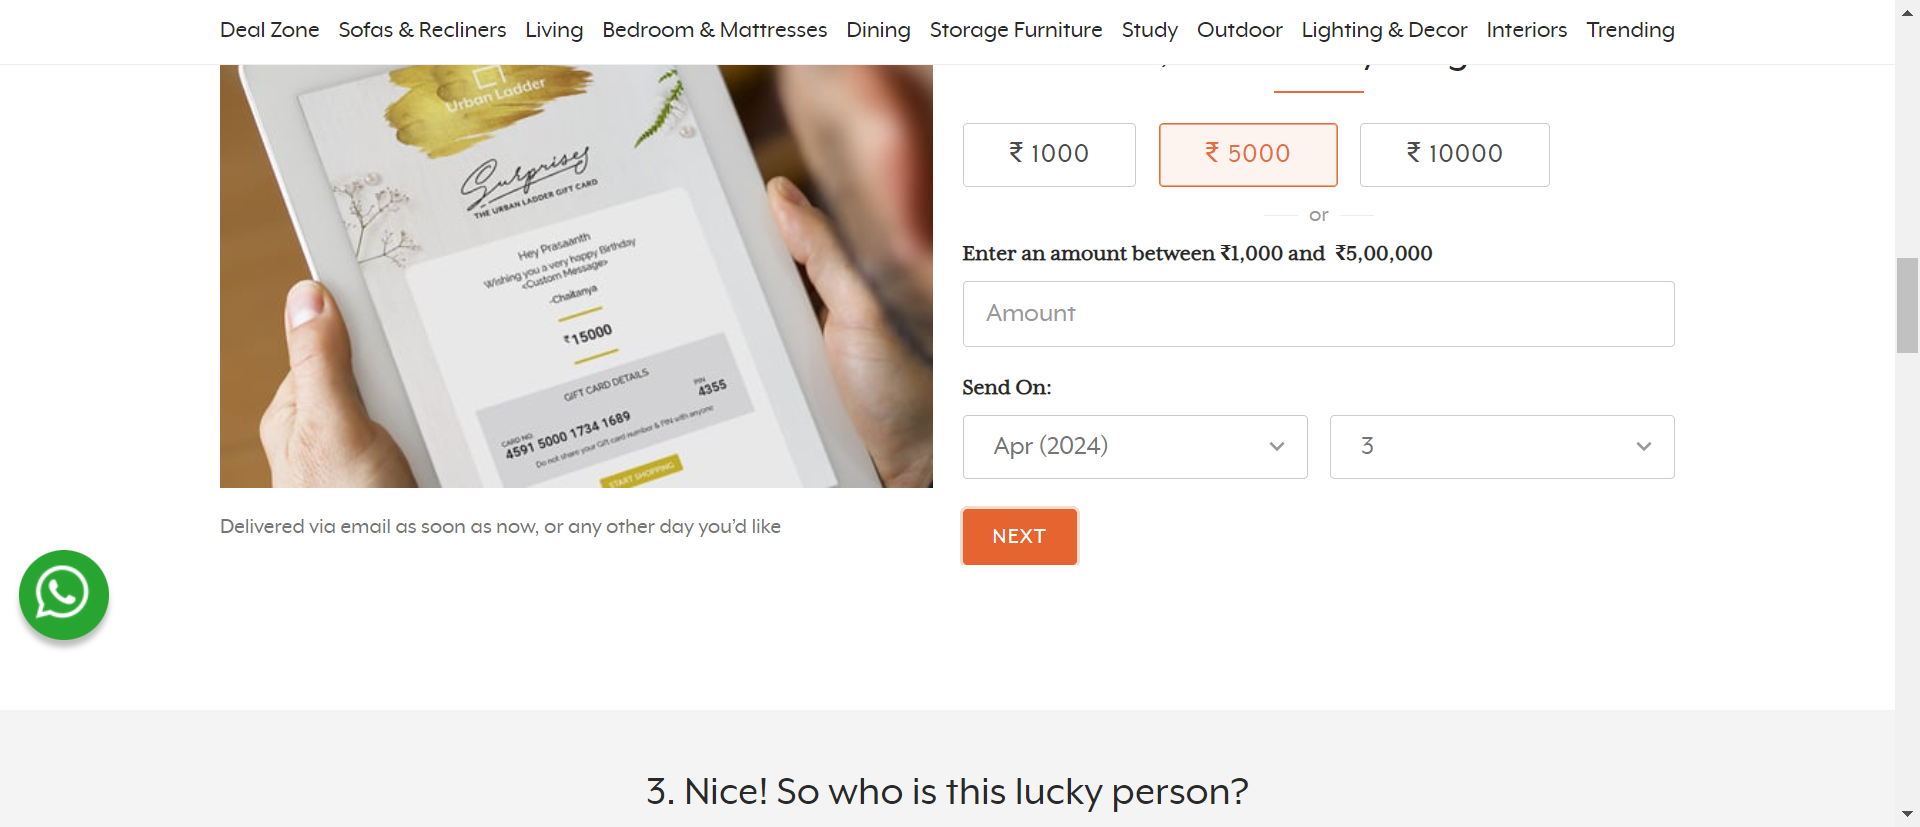 Deal Zone Sofas & Recliners Living Bedroom & Mattresses Dining Storage Furniture Study Outdoor Lighting & Decor Interiors Trending
Urban Ladder
Surprises
THE URBAN LADDER GIFT CARD
Hey Prasaanth
Wishing you a very happy Birthday
<Custom Message>
-Chaitanya
₹15000
GIFT CARD DETAILS
CARD NO
PIN
4591 5000 1734 1689
4355
Do not share your Gift card number & PIN with anyone
START SHOPPING
Delivered via email as soon as now, or any other day you'd like
₹ 1000
₹ 5000
₹ 10000
or
Enter an amount between ₹1,000 and ₹5,00,000
Amount
Send On:
Apr (2024)
3
NEXT
3. Nice! So who is this lucky person?